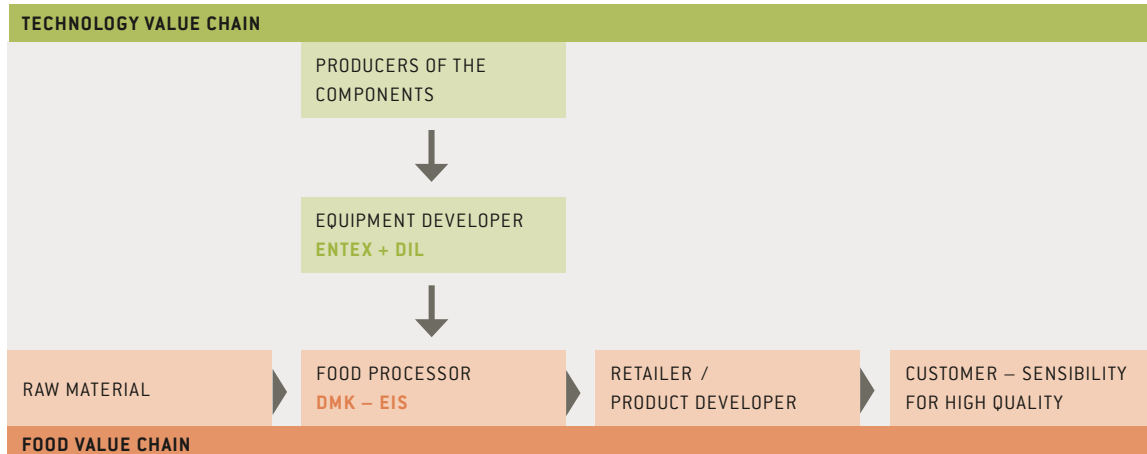 TECHNOLOGY VALUE CHAIN
PRODUCERS OF THE
COMPONENTS
EQUIPMENT DEVELOPER
ENTEX + DIL
RAW MATERIAL
FOOD PROCESSOR
DMK – EIS
RETAILER /
PRODUCT DEVELOPER
CUSTOMER – SENSIBILITY
FOR HIGH QUALITY
FOOD VALUE CHAIN